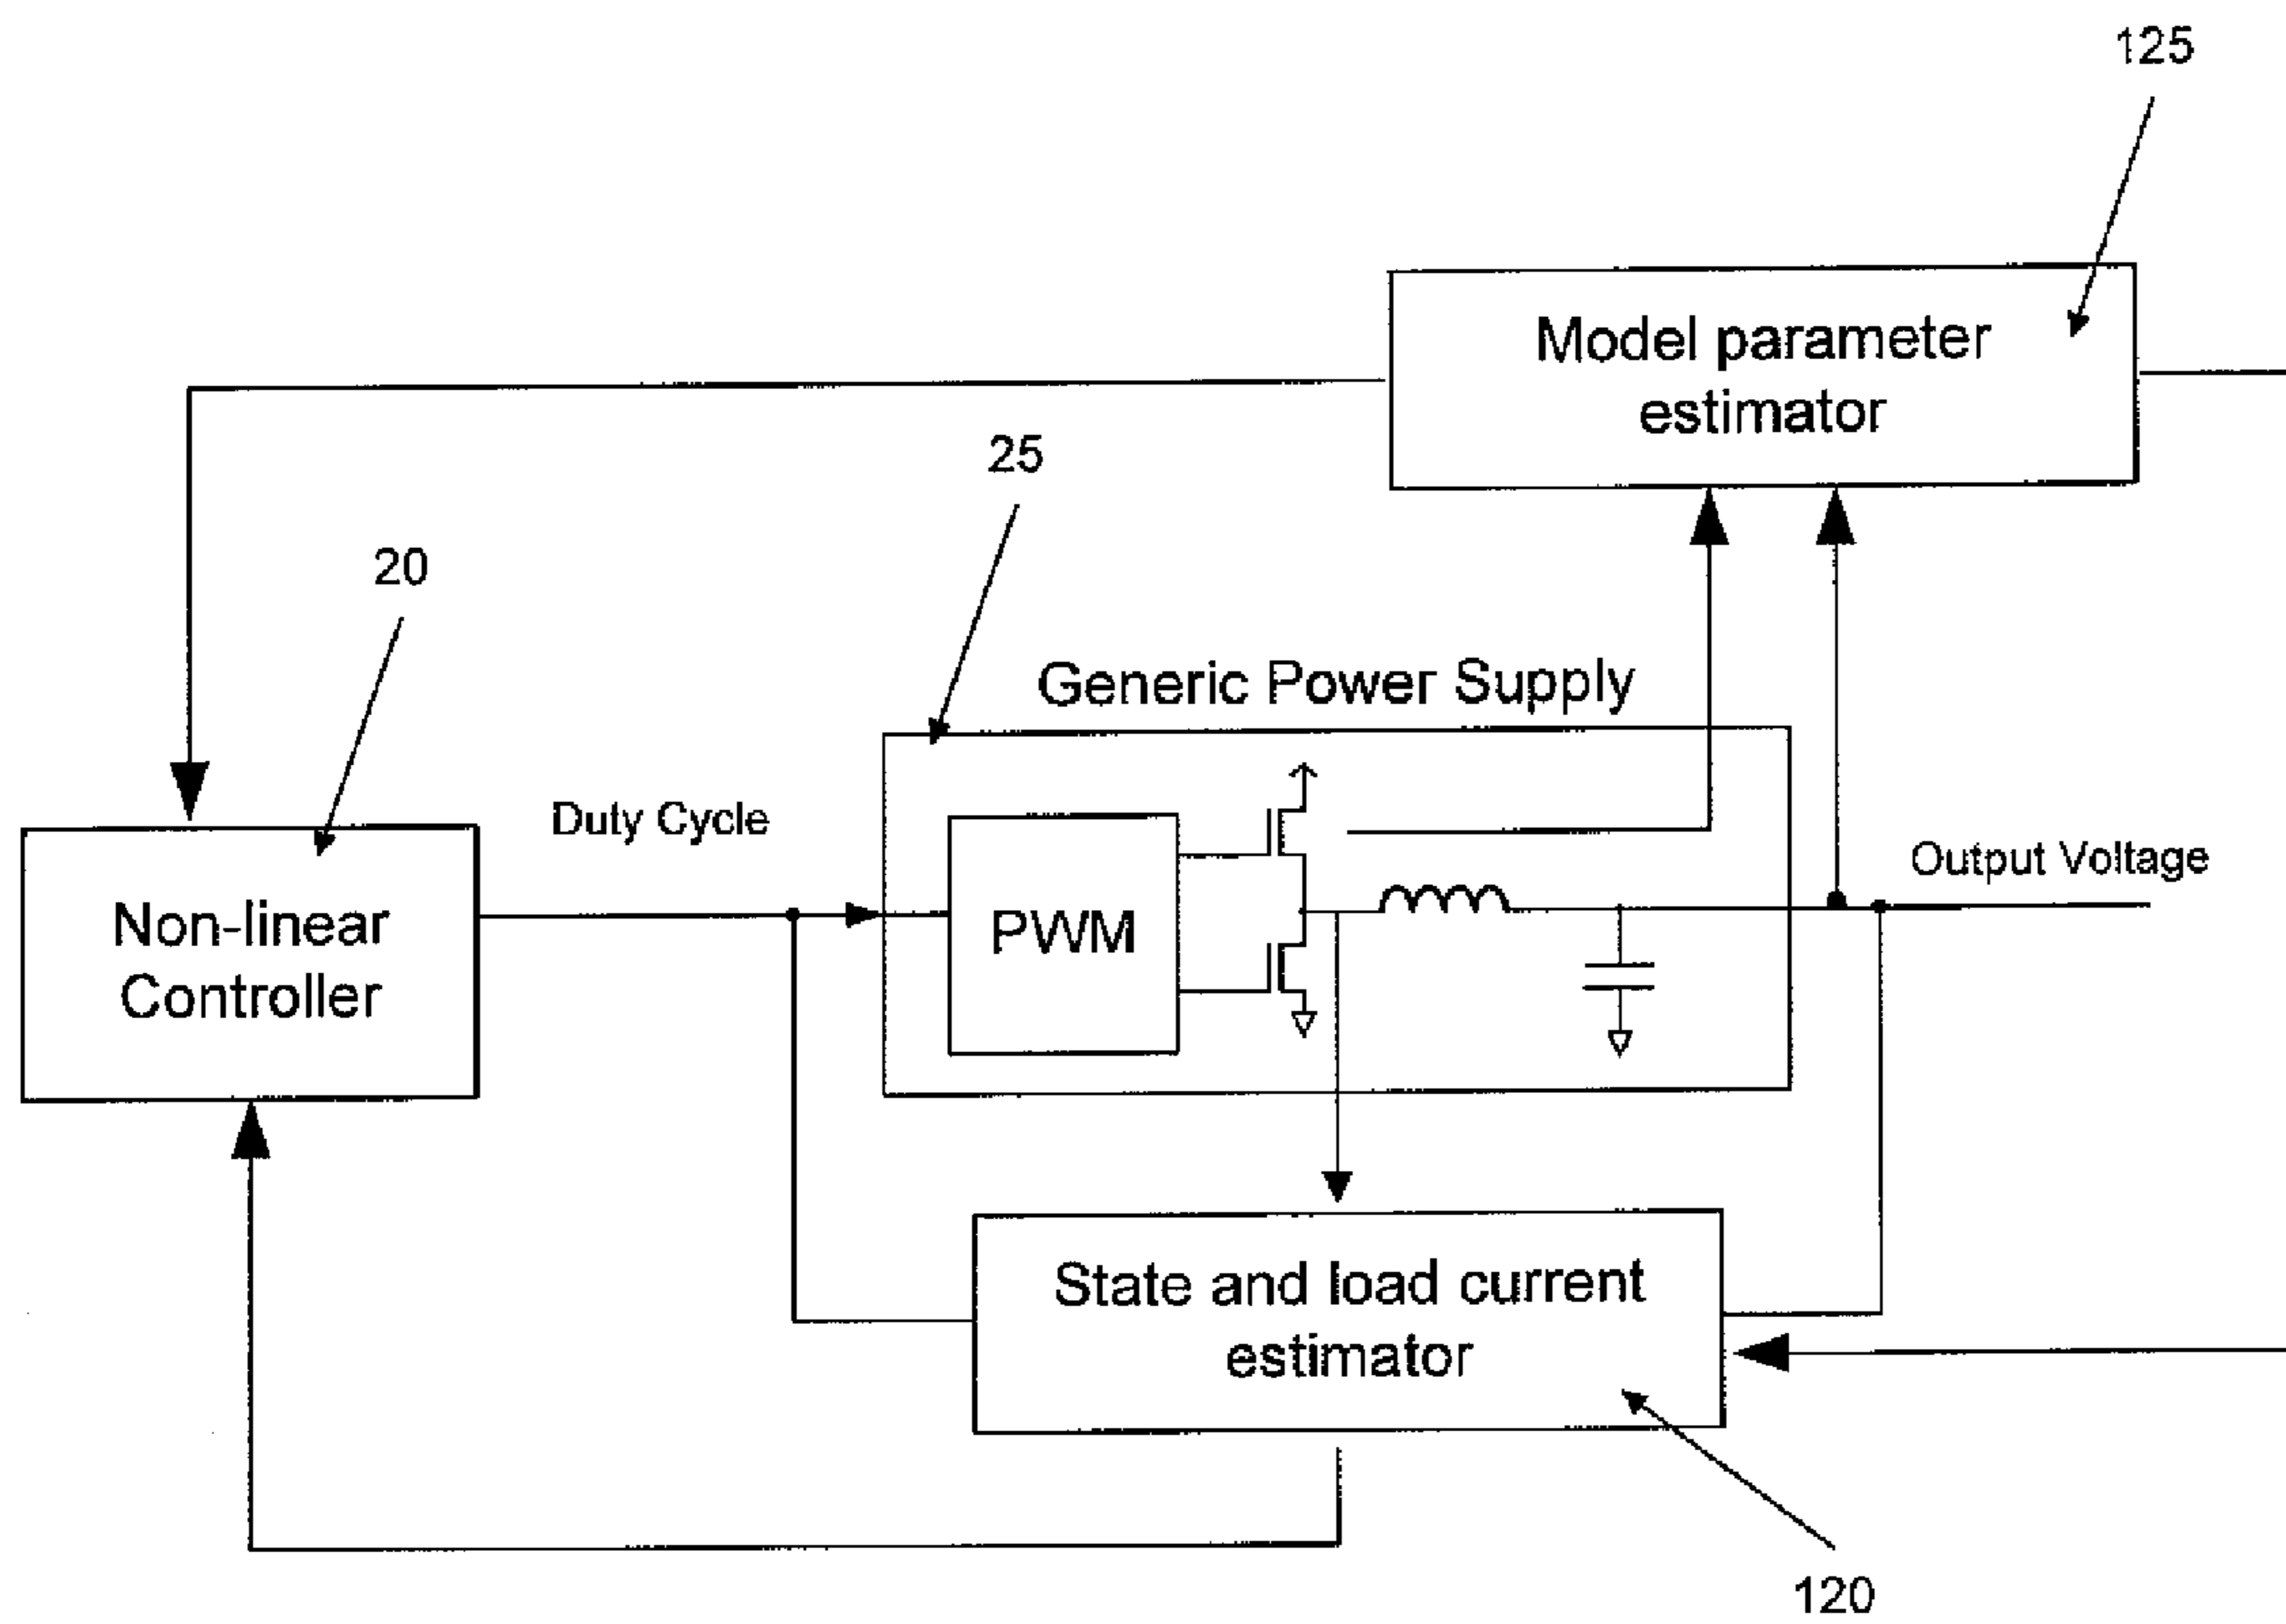 125
Model parameter
estimator
25
20
Generic Power Supply
Duty Cycle
Output Voltage
PWM
Non-linear
Controller
State and load current
estimator
120